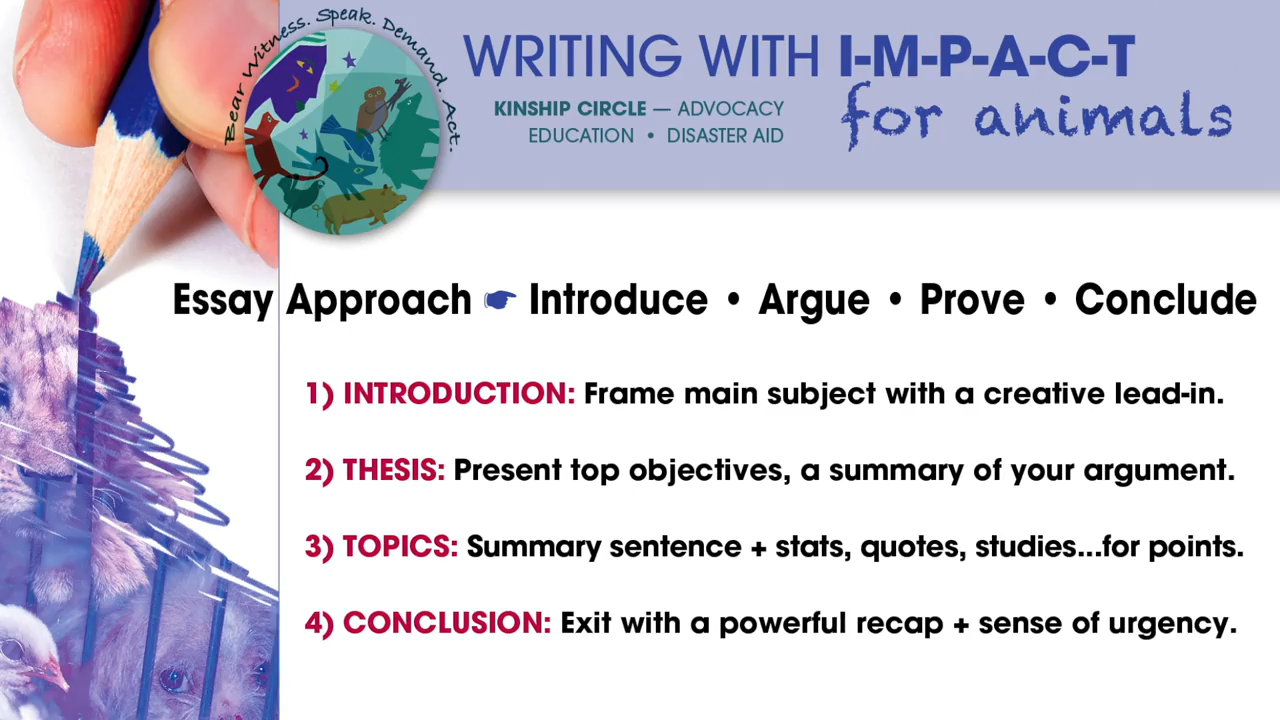 Bear Witness. Speak. Demand. Act.
WRITING WITH I-M-P-A-C-T
for animals
KINSHIP CIRCLE — ADVOCACY
EDUCATION • DISASTER AID
Essay Approach ☛ Introduce • Argue • Prove • Conclude
1) INTRODUCTION: Frame main subject with a creative lead-in.
2) THESIS: Present top objectives, a summary of your argument.
3) TOPICS: Summary sentence + stats, quotes, studies...for points.
4) CONCLUSION: Exit with a powerful recap + sense of urgency.